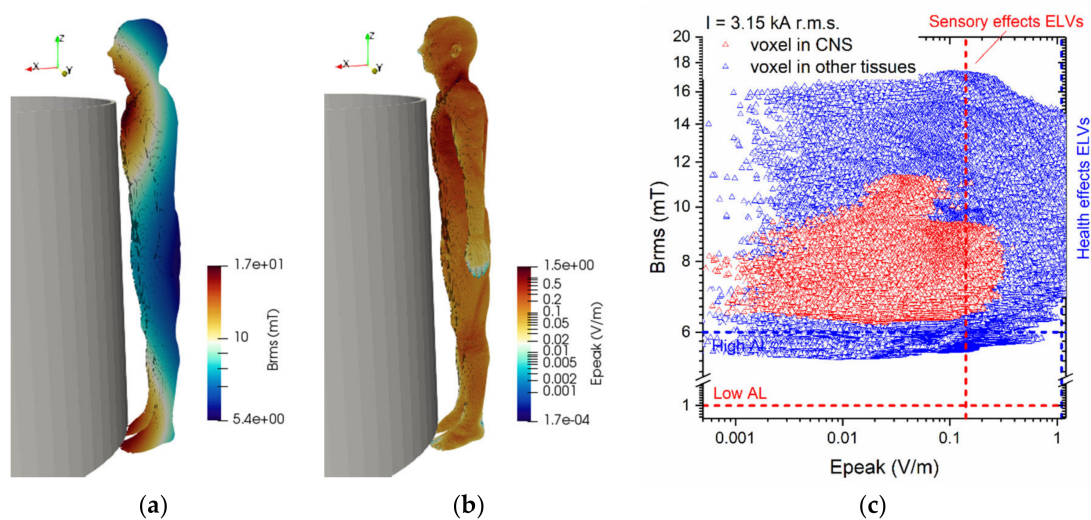 Z
X
Y
1.7e+01
10
Brms (mT)
5.4e+00
(a)
Z
X
Y
1.5e+00
0.5
0.2
0.1
0.05
0.02
0.01
0.005
0.002
0.001
1.7e-04
Epeak (V/m)
(b)
I = 3.15 kA r.m.s.
voxel in CNS
voxel in other tissues
Sensory effects ELVs
Health effects ELVs
High AL
Low AL
20
18
16
14
12
10
8
6
1
Brms (mT)
0.001
0.01
0.1
1
Epeak (V/m)
(c)